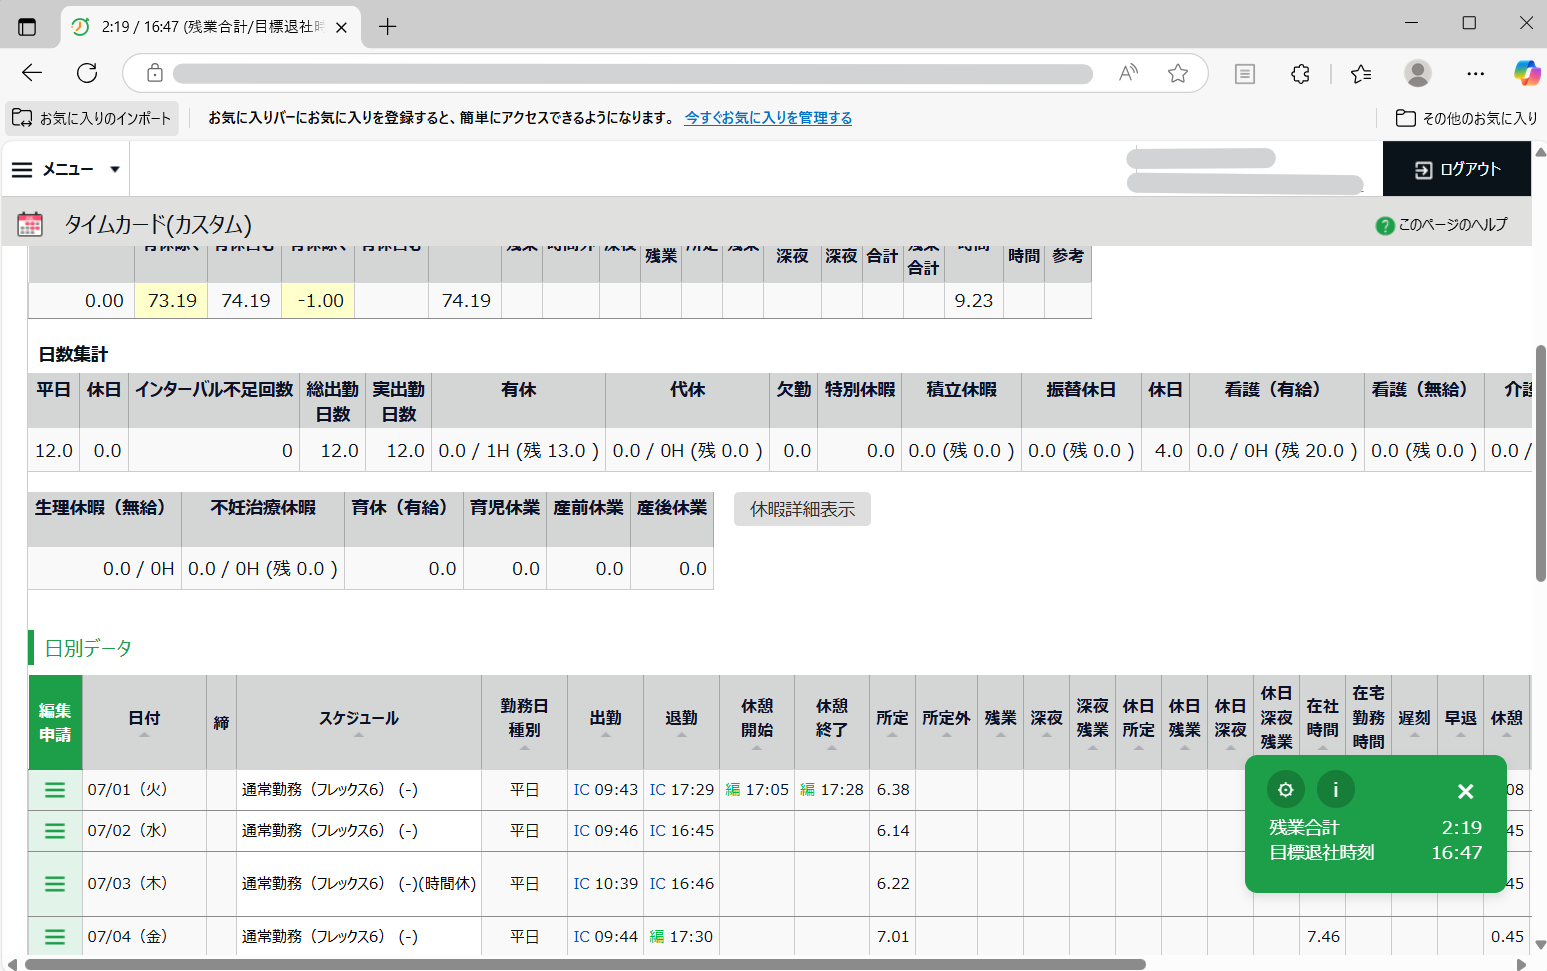 2:19 / 16:47 (残業合計/目標退社時
お気に入りのインポート
お気に入りバーにお気に入りを登録すると、簡単にアクセスできるようになります。 今すぐお気に入りを管理する
その他のお気に入り
メニュー
ログアウト
タイムカード(カスタム)
このページのヘルプ
残業 深夜 深夜 合計 合計 時間 時間 参考
0.00 73.19 74.19 -1.00 74.19 9.23
日数集計
平日 休日 インターバル不足回数 総出勤日数 実出勤日数 有休 代休 欠勤 特別休暇 積立休暇 振替休日 休日 看護（有給） 看護（無給）
12.0 0.0 0 12.0 12.0 0.0 / 1H (残 13.0 ) 0.0 / 0H (残 0.0 ) 0.0 0.0 0.0 (残 0.0 ) 0.0 (残 0.0 ) 4.0 0.0 / 0H (残 20.0 ) 0.0 (残 0.0 ) 0.0 /
生理休暇（無給） 不妊治療休暇 育休（有給） 育児休業 産前休業 産後休業
休暇詳細表示
0.0 / 0H 0.0 / 0H (残 0.0 ) 0.0 0.0 0.0 0.0
日別データ
編集申請 日付 締 スケジュール 勤務日種別 出勤 退勤 休憩開始 休憩終了 所定 所定外 残業 深夜 深夜残業 休日所定 休日残業 休日深夜 休日深夜残業 在社時間 在宅勤務時間 遅刻 早退 休憩
07/01（火） 通常勤務（フレックス6） (-) 平日 IC 09:43 IC 17:29 編 17:05 編 17:28 6.38
07/02（水） 通常勤務（フレックス6） (-) 平日 IC 09:46 IC 16:45 6.14
07/03（木） 通常勤務（フレックス6） (-)(時間休) 平日 IC 10:39 IC 16:46 6.22
07/04（金） 通常勤務（フレックス6） (-) 平日 IC 09:44 編 17:30 7.01 7.46 0.45
残業合計 2:19
目標退社時刻 16:47